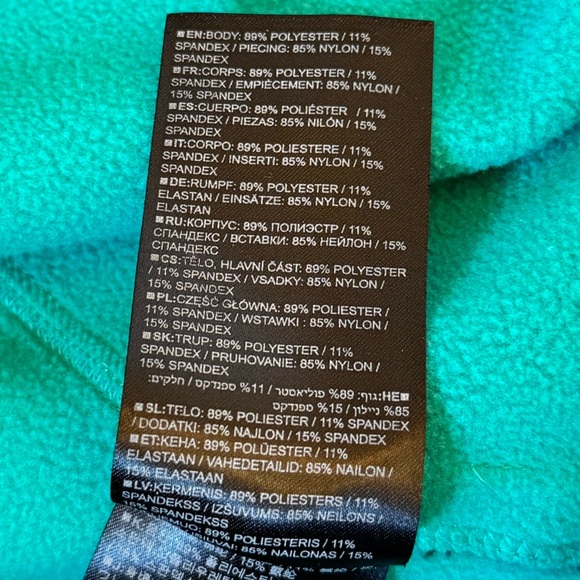 EN:BODY: 89% POLYESTER / 11%
SPANDEX / PIECING: 85% NYLON / 15%
SPANDEX
FR:CORPS: 89% POLYESTER / 11%
SPANDEX / EMPIÈCEMENT: 85% NYLON /
15% SPANDEX
ES:CUERPO: 89% POLIÉSTER / 11%
SPANDEX / PIEZAS: 85% NILÓN / 15%
SPANDEX
IT:CORPO: 89% POLIESTERE / 11%
SPANDEX / INSERTI: 85% NYLON / 15%
SPANDEX
DE:RUMPF: 89% POLYESTER / 11%
ELASTAN / EINSÄTZE: 85% NYLON / 15%
ELASTAN
RU:КОРПУС: 89% ПОЛИЭСТР / 11%
СПАНДЕКС / ВСТАВКИ: 85% НЕЙЛОН / 15%
СПАНДЕКС
CS:TĚLO, HLAVNÍ ČÁST: 89% POLYESTER
/ 11% SPANDEX / VSADKY: 85% NYLON /
15% SPANDEX
PL:CZĘŚĆ GŁÓWNA: 89% POLIESTER /
11% SPANDEX / WSTAWKI : 85% NYLON /
15% SPANDEX
SK:TRUP: 89% POLYESTER / 11%
SPANDEX / PRUHOVANIE: 85% NYLON /
15% SPANDEX
HE:גוף: 89% פוליאסטר / 11% ספנדקס / חלקים:
85% ניילון / 15% ספנדקס
SL:TELO: 89% POLIESTER / 11% SPANDEX
/ DODATKI: 85% NAJLON / 15% SPANDEX
ET:KEHA: 89% POLÜESTER / 11%
ELASTAAN / VAHEDETAILID: 85% NAILON /
15% ELASTAAN
LV:ĶERMENIS: 89% POLIESTERS / 11%
SPANDEKSS / IZŠUVUMS: 85% NEILONS /
15% SPANDEKSS
89% POLIESTERIS / 11%
85% NAILONAS / 15%